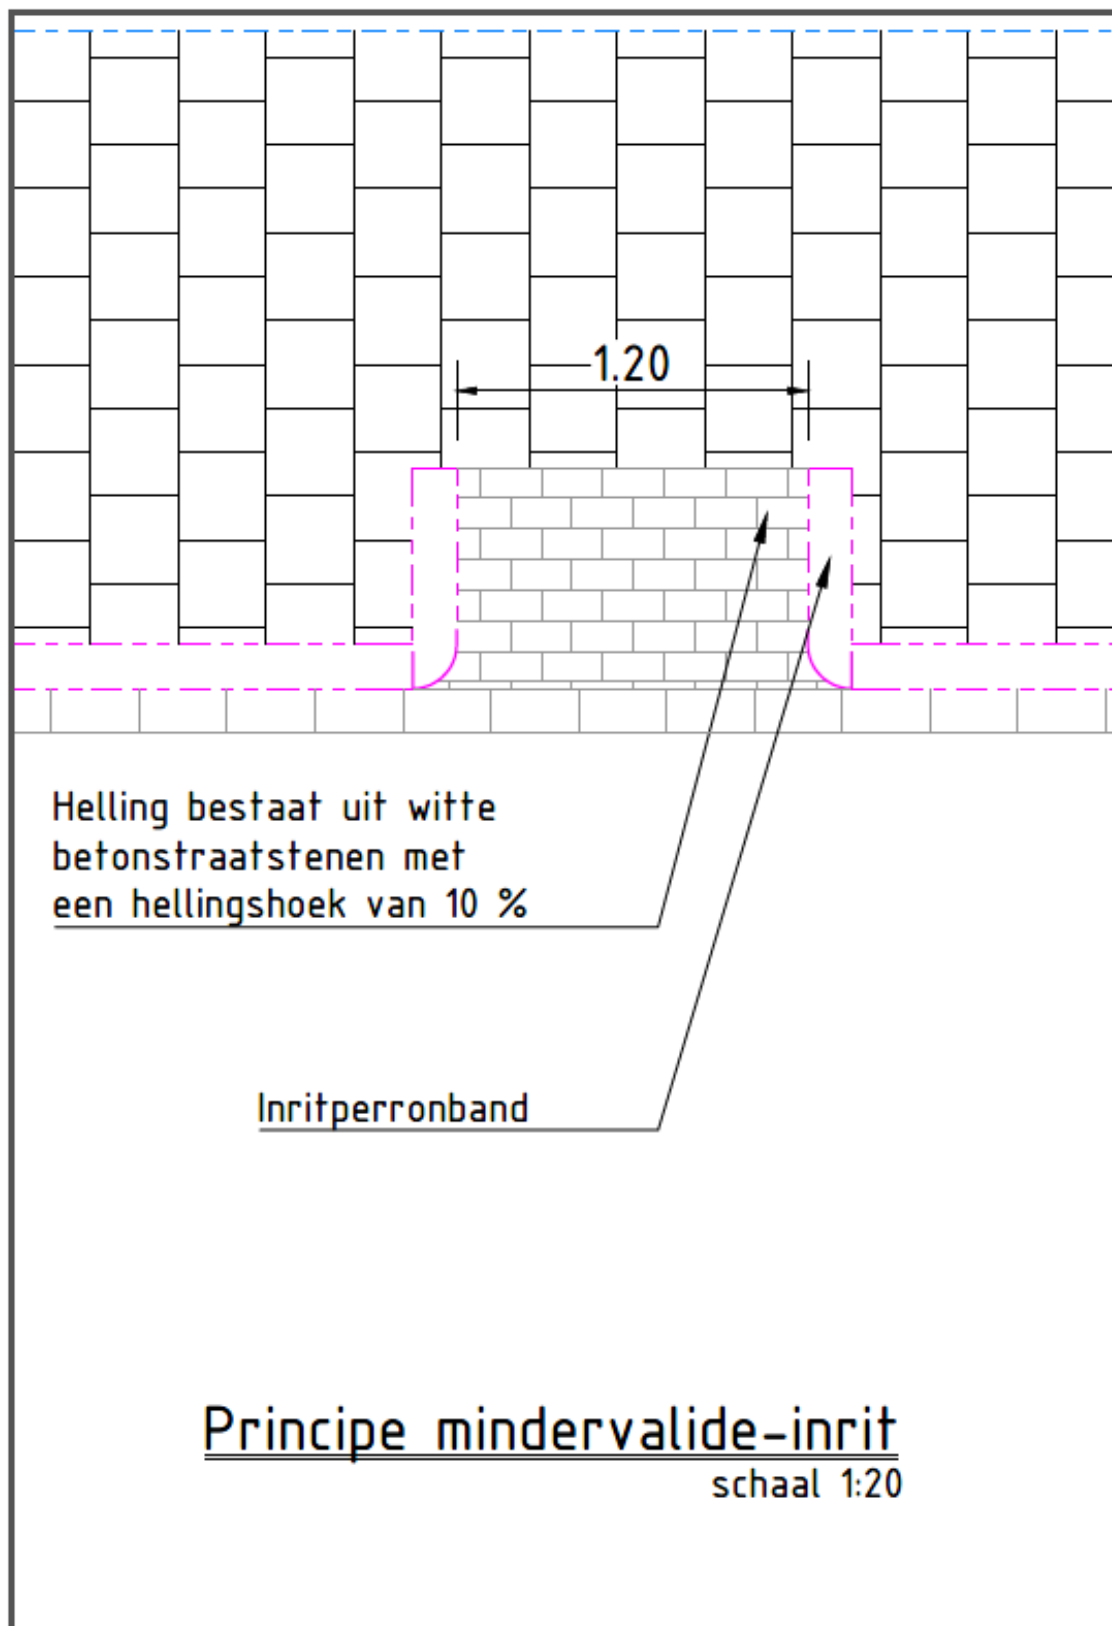 1.20
Helling bestaat uit witte
betonstraatstenen met
een hellingshoek van 10 %
Inritperronband
Principe mindervalide-inrit
schaal 1:20